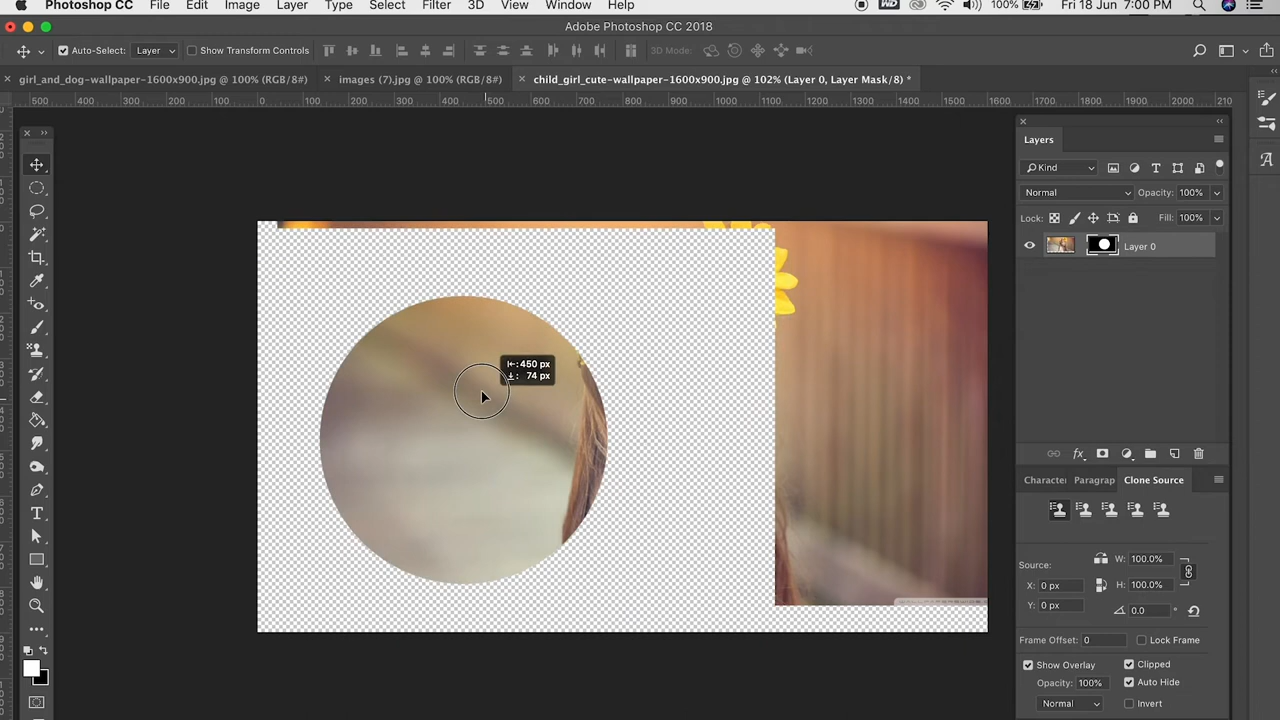 Photoshop CC File Edit Image Layer Type Select Filter 3D View Window Help 100% Fri 18 Jun 7:00 PM
Adobe Photoshop CC 2018
Auto-Select: Layer Show Transform Controls 3D Mode:
girl_and_dog-wallpaper-1600x900.jpg @ 100% (RGB/8#) images (7).jpg @ 100% (RGB/8#) child_girl_cute-wallpaper-1600x900.jpg @ 102% (Layer 0, Layer Mask/8) *
500 400 300 200 100 0 100 200 300 400 500 600 700 800 900 1000 1100 1200 1300 1400 1500 1600 1700 1800 1900 2000 210
Layers
Kind
Normal Opacity: 100%
Lock: Fill: 100%
Layer 0
450 px
74 px
fx
Character Paragrap Clone Source
Source: W: 100.0%
X: 0 px H: 100.0%
Y: 0 px 0.0
Frame Offset: 0 Lock Frame
Show Overlay Clipped
Opacity: 100% Auto Hide
Normal Invert